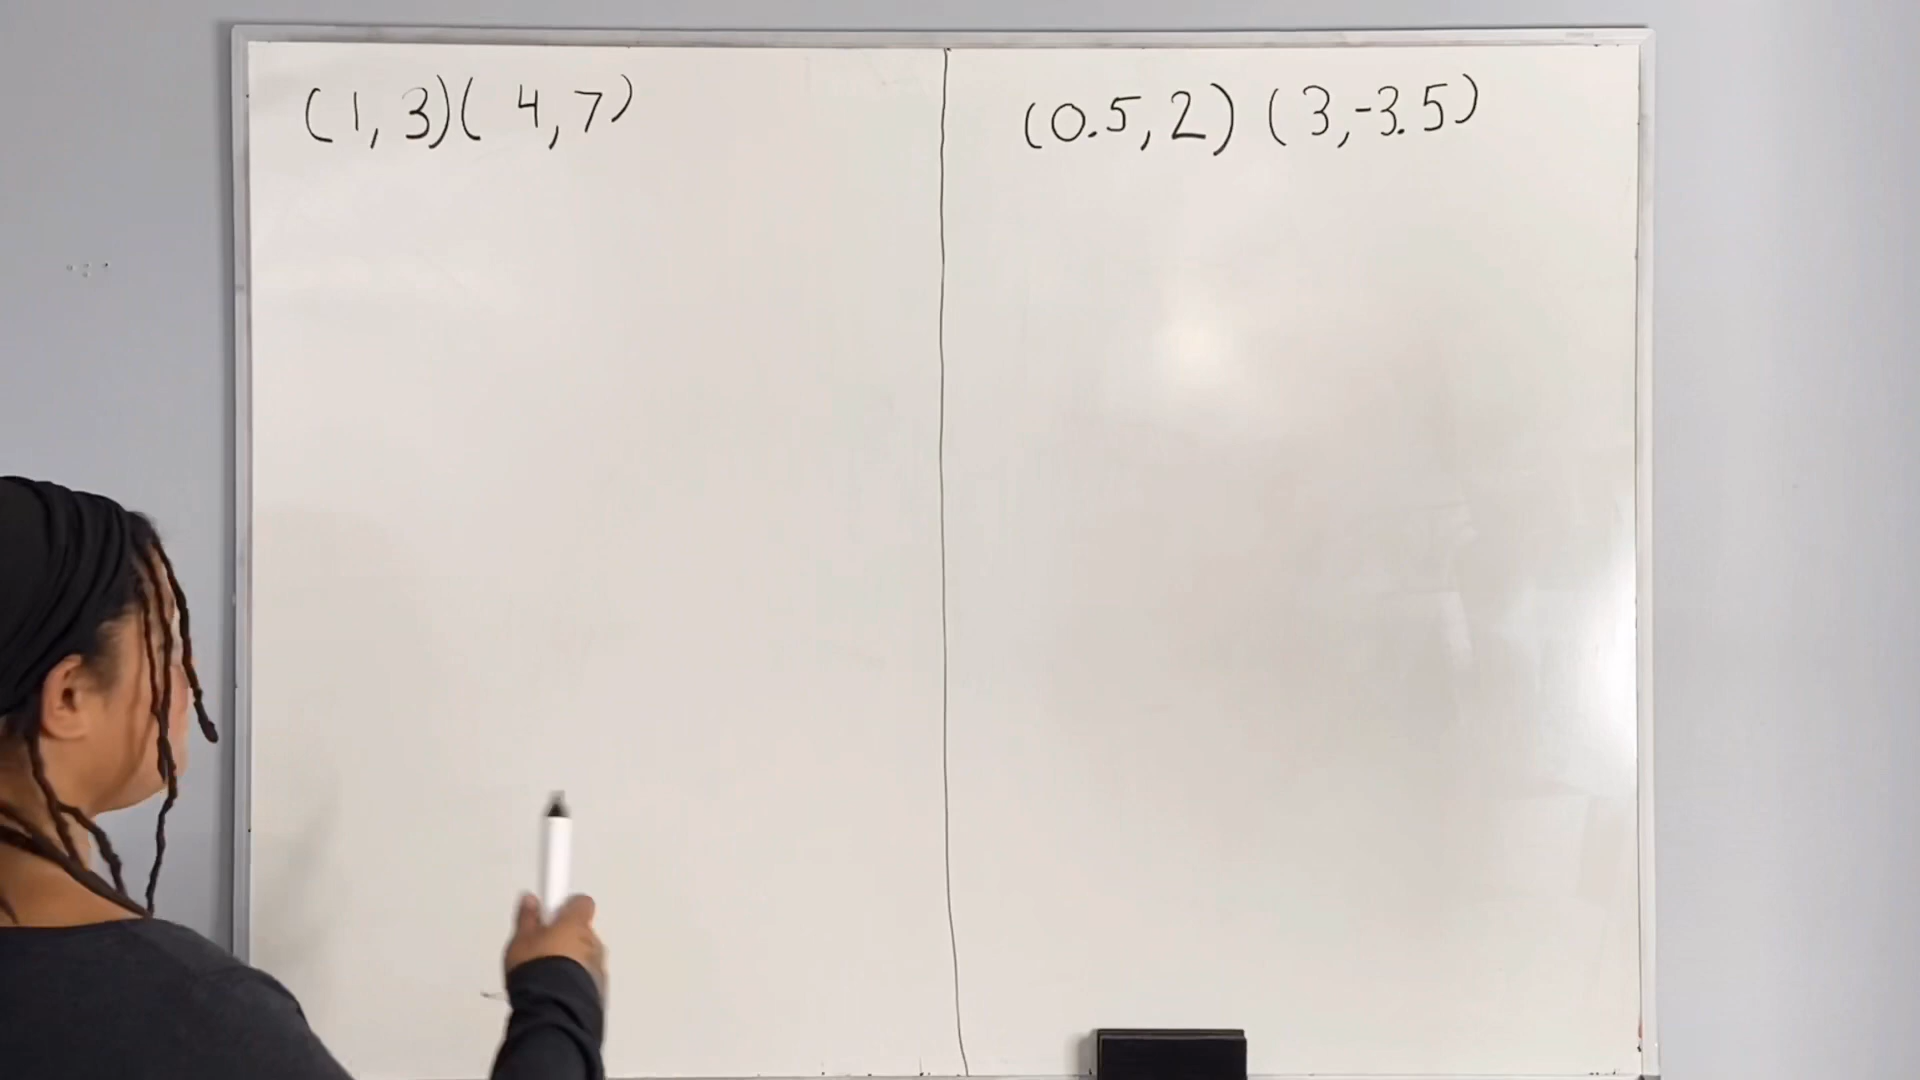 (1, 3)(4, 7)
(0.5, 2) (3, -3.5)